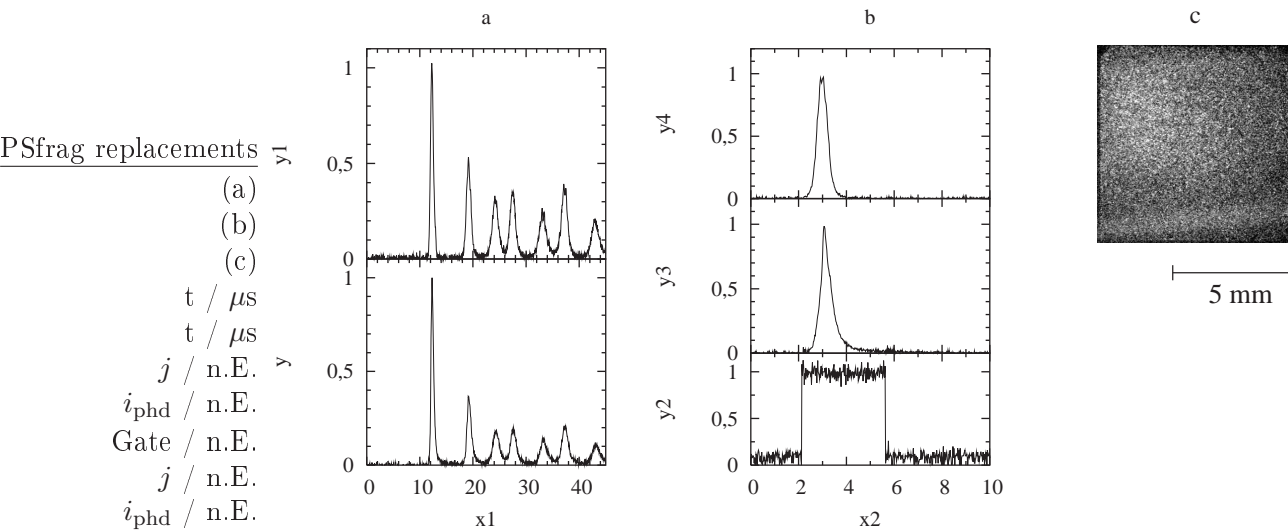 PSfrag replacements
(a)
(b)
(c)
t / μs
t / μs
j / n.E.
i_phd / n.E.
Gate / n.E.
j / n.E.
i_phd / n.E.
a
y1
1
0,5
0
y
1
0,5
0
0 10 20 30 40
x1
b
y4
1
0,5
0
y3
1
0,5
0
y2
1
0,5
0
0 2 4 6 8 10
x2
c
5 mm